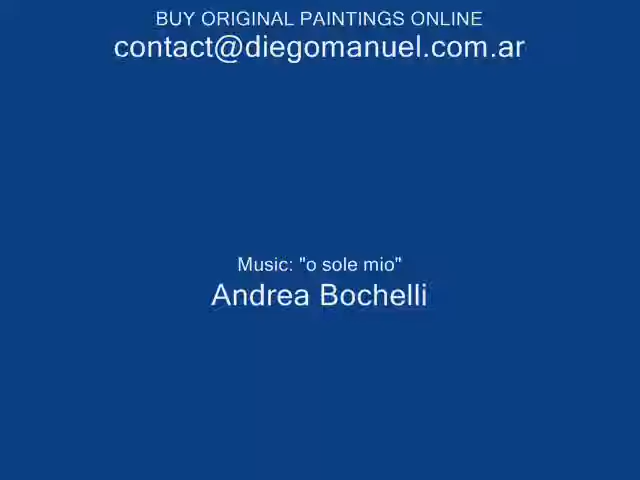 BUY ORIGINAL PAINTINGS ONLINE
contact@diegomanuel.com.ar
Music: "o sole mio"
Andrea Bochelli